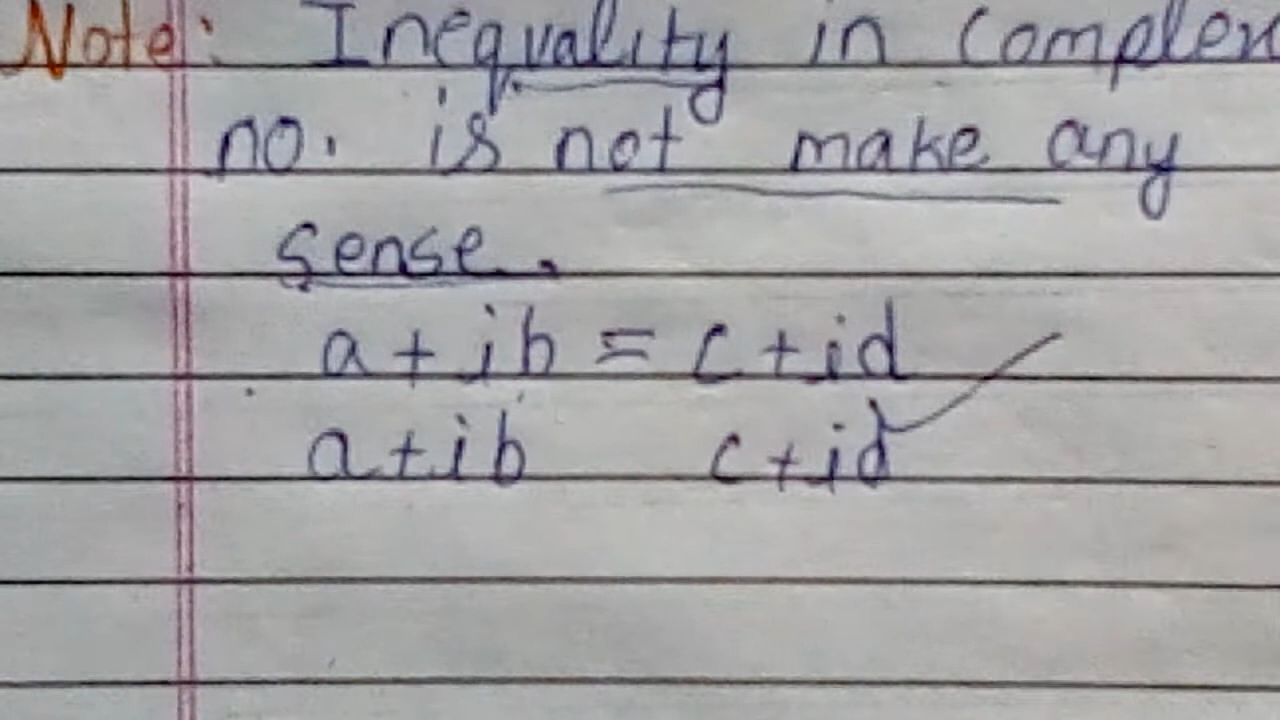 Note: Inequality in complex
no. is not make any
sense.
a + ib = c + id
a + ib c + id